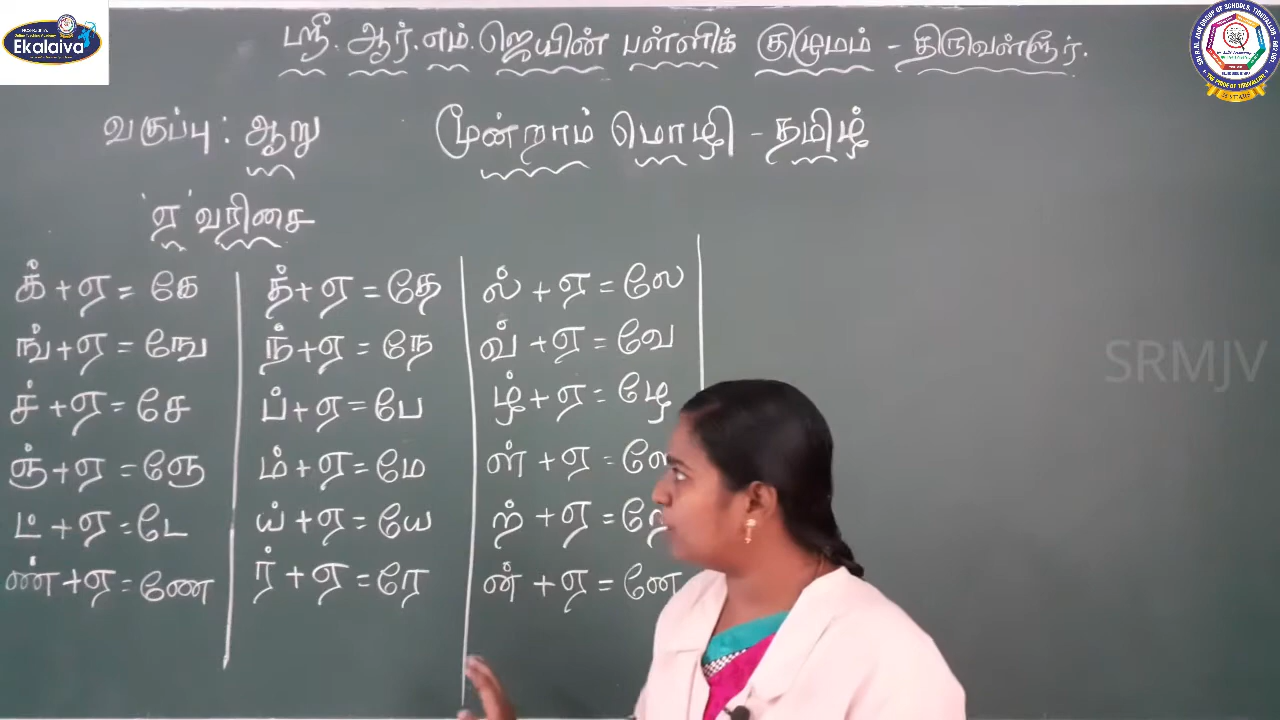 Ekalaiva
ஸ்ரீ. ஆர்.எம். ஜெயின் பள்ளிக் குழுமம் - திருவள்ளூர்.
வகுப்பு : ஆறு
மூன்றாம் மொழி - தமிழ்
'ஏ' வரிசை
க் + ஏ = கே
ங் + ஏ = ஙே
ச் + ஏ = சே
ஞ் + ஏ = ஞே
ட் + ஏ = டே
ண் + ஏ = ணே
த் + ஏ = தே
ந் + ஏ = நே
ப் + ஏ = பே
ம் + ஏ = மே
ய் + ஏ = யே
ர் + ஏ = ரே
ல் + ஏ = லே
வ் + ஏ = வே
ழ் + ஏ = ழே
ள் + ஏ = ளே
ற் + ஏ = றே
ன் + ஏ = னே
SRMJV